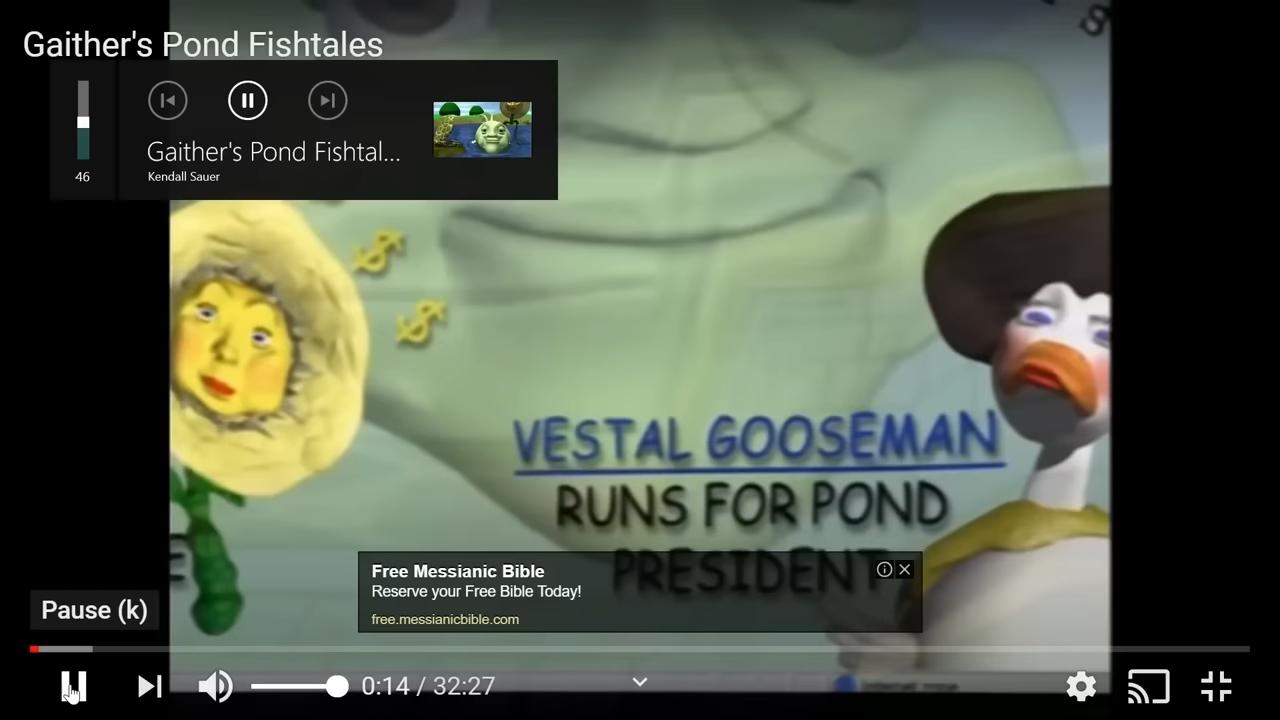 Gaither's Pond Fishtales
46
Gaither's Pond Fishtal...
Kendall Sauer
$
$
VESTAL GOOSEMAN
RUNS FOR POND
PRESIDENT
Free Messianic Bible
Reserve your Free Bible Today!
free.messianicbible.com
Pause (k)
0:14 / 32:27